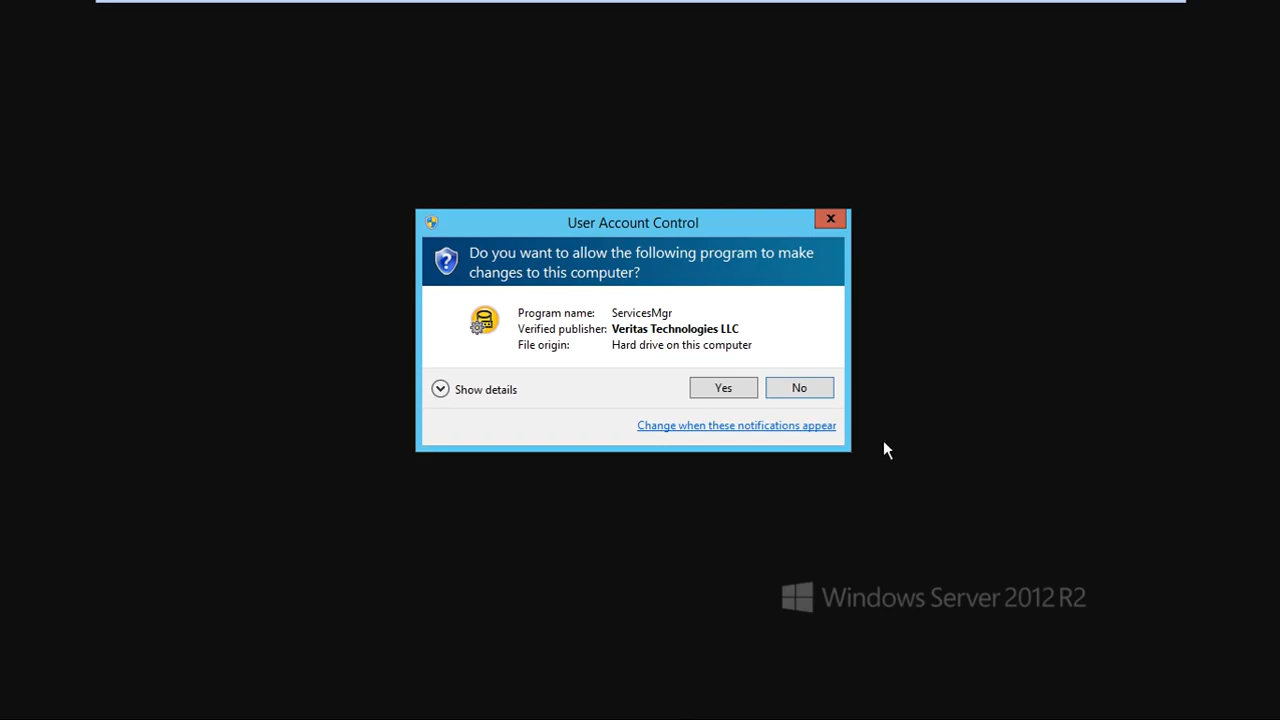 User Account Control
x
Do you want to allow the following program to make
changes to this computer?
Program name: ServicesMgr
Verified publisher: Veritas Technologies LLC
File origin: Hard drive on this computer
Show details
Yes
No
Change when these notifications appear
Windows Server 2012 R2